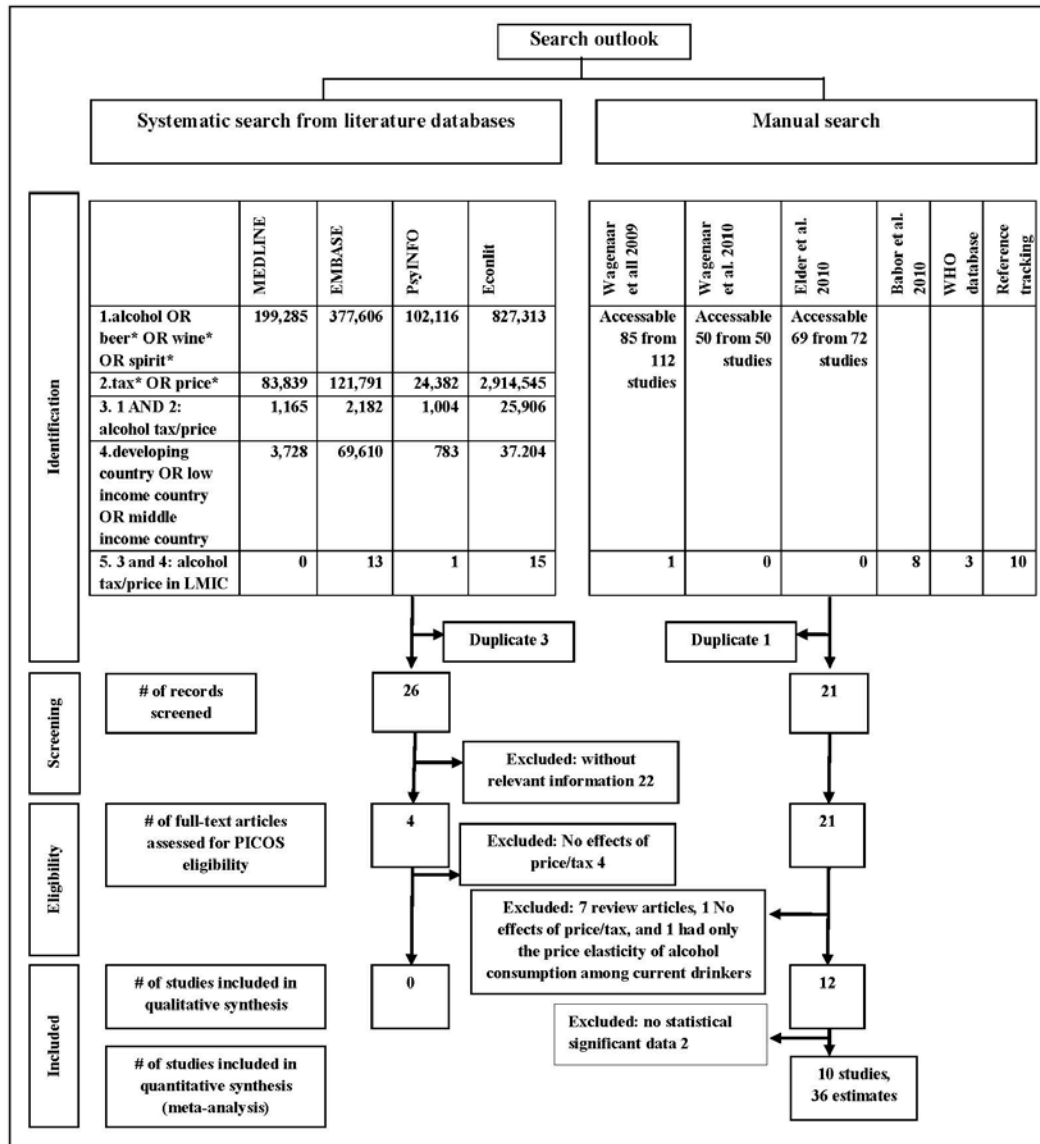 Search outlook
Systematic search from literature databases
Manual search
Identification
MEDLINE
EMBASE
PsyINFO
Econlit
1.alcohol OR
beer* OR wine*
OR spirit*
199,285
377,606
102,116
827,313
2.tax* OR price*
83,839
121,791
24,382
2,914,545
3. 1 AND 2:
alcohol tax/price
1,165
2,182
1,004
25,906
4.developing
country OR low
income country
OR middle
income country
3,728
69,610
783
37.204
5. 3 and 4: alcohol
tax/price in LMIC
0
13
1
15
Wagenaar
et all 2009
Wagenaar
et al. 2010
Elder et al.
2010
Babor et al.
2010
WHO
database
Reference
tracking
Accessable
85 from
112
studies
Accessable
50 from 50
studies
Accessable
69 from 72
studies
1
0
0
8
3
10
Duplicate 3
Duplicate 1
Screening
# of records
screened
26
21
Excluded: without
relevant information 22
Eligibility
# of full-text articles
assessed for PICOS
eligibility
4
21
Excluded: No effects of
price/tax 4
Excluded: 7 review articles, 1 No
effects of price/tax, and 1 had only
the price elasticity of alcohol
consumption among current drinkers
Included
# of studies included in
qualitative synthesis
0
12
Excluded: no statistical
significant data 2
# of studies included in
quantitative synthesis
(meta-analysis)
10 studies,
36 estimates